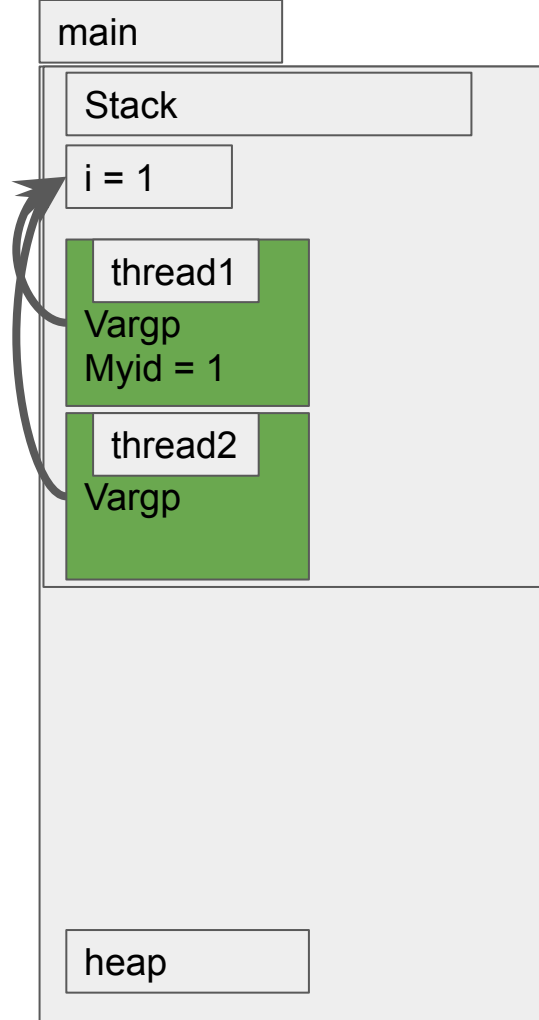 main
Stack
i = 1
thread1
Vargp
Myid = 1
thread2
Vargp
heap